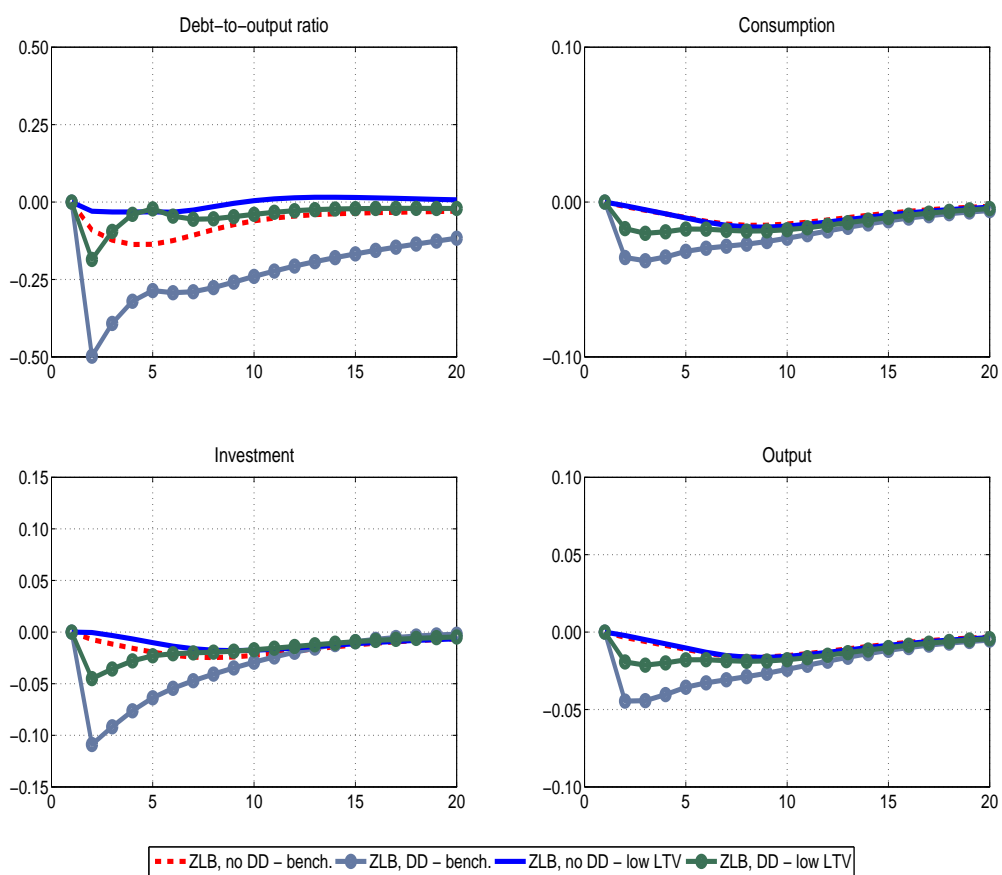 Debt-to-output ratio
0.50
0.25
0.00
−0.25
−0.50
0 5 10 15 20
Consumption
0.10
0.00
−0.10
0 5 10 15 20
Investment
0.15
0.10
0.05
0.00
−0.05
−0.10
−0.15
0 5 10 15 20
Output
0.10
0.05
0.00
−0.05
−0.10
0 5 10 15 20
ZLB, no DD − bench. ZLB, DD − bench. ZLB, no DD − low LTV ZLB, DD − low LTV